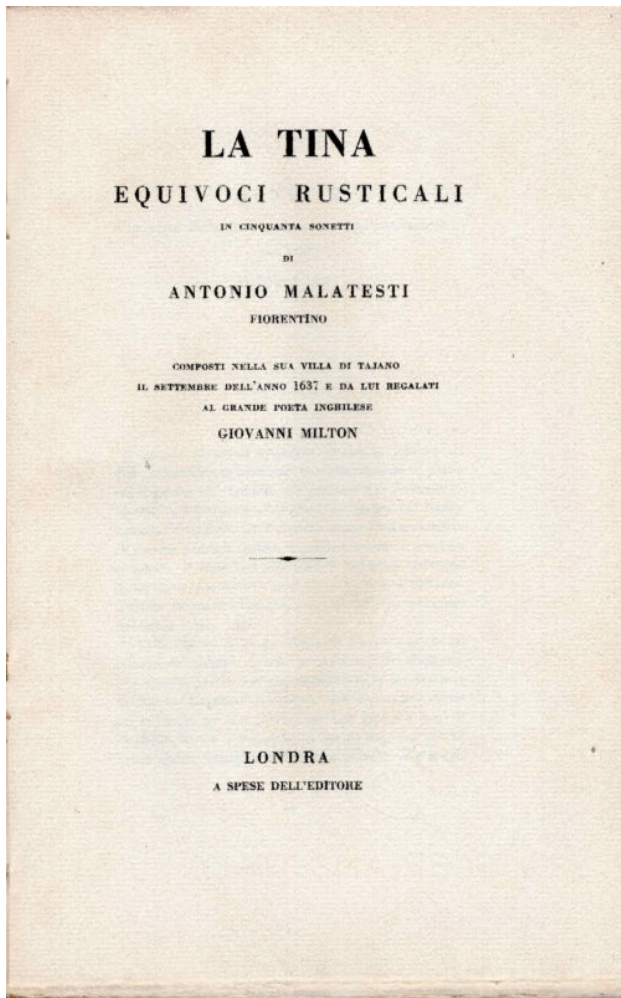 LA TINA
EQUIVOCI RUSTICALI
IN CINQUANTA SONETTI
DI
ANTONIO MALATESTI
FIORENTINO
COMPOSTI NELLA SUA VILLA DI TAJANO
IL SETTEMBRE DELL'ANNO 1637 E DA LUI REGALATI
AL GRANDE POETA INGHILESE
GIOVANNI MILTON
LONDRA
A SPESE DELL'EDITORE